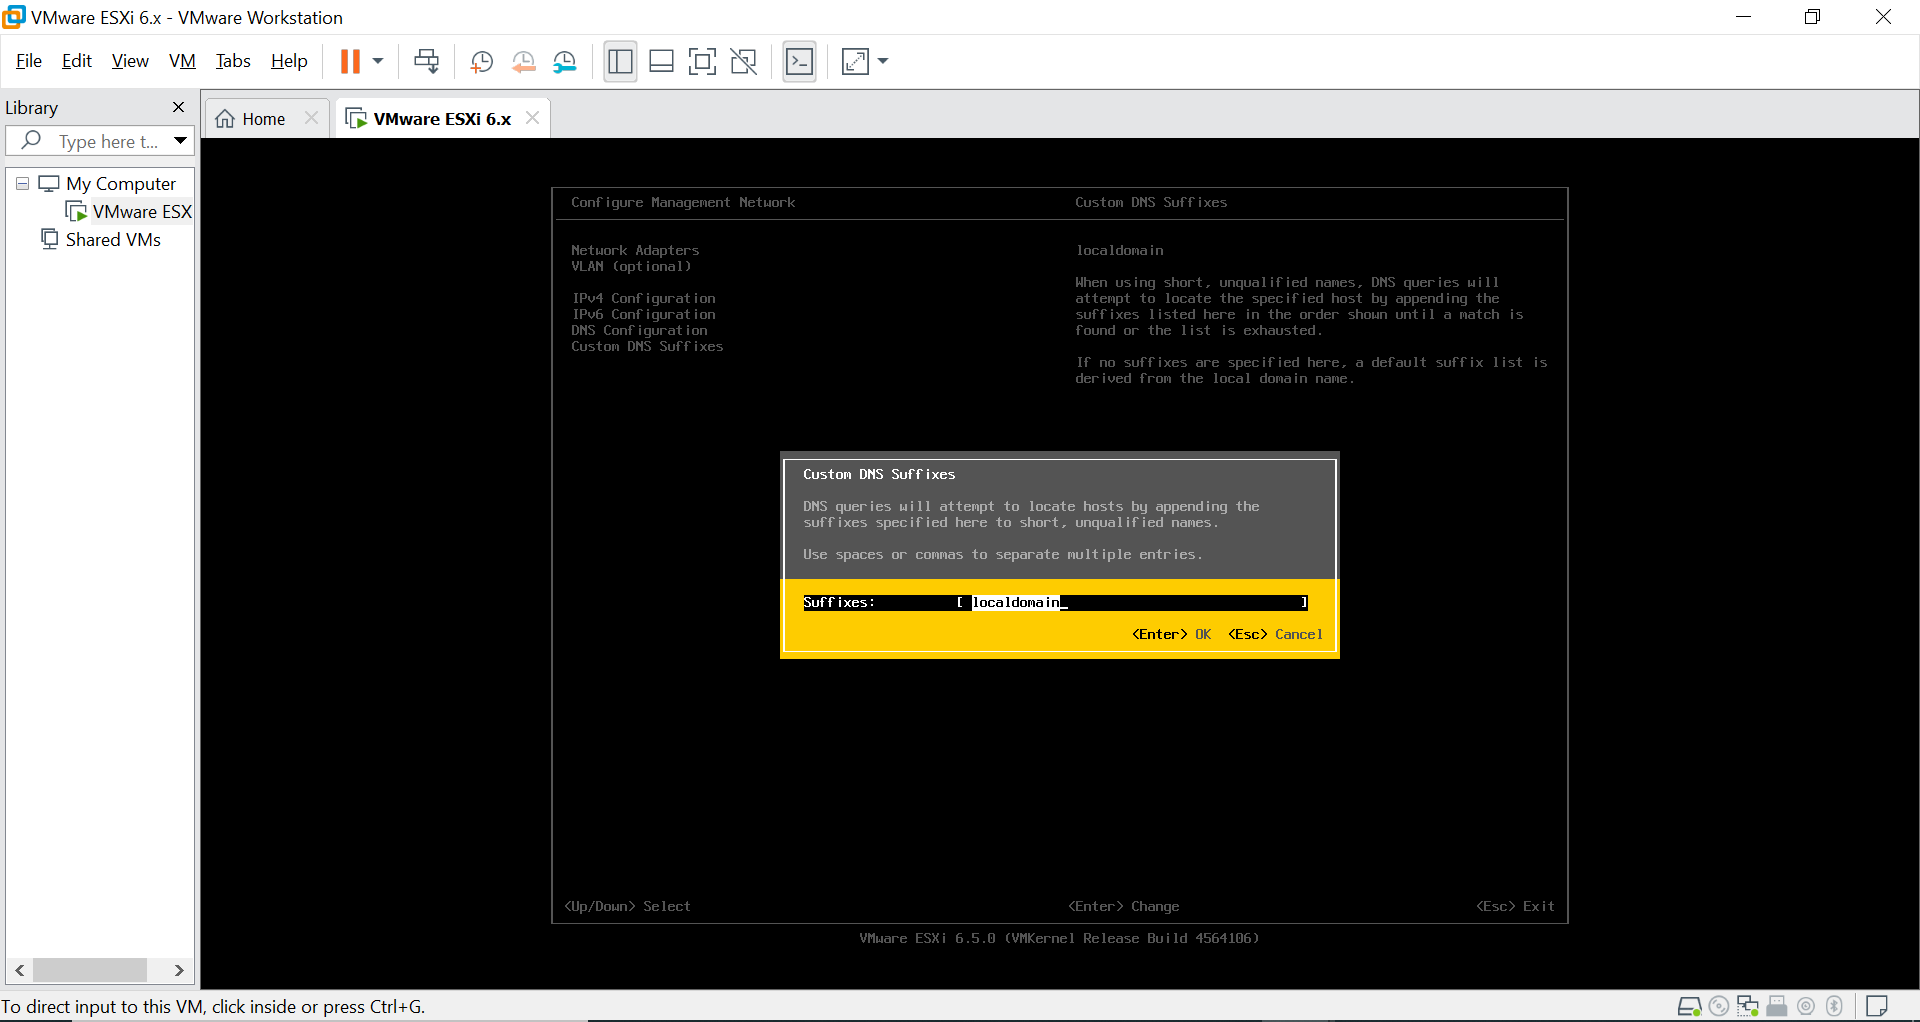 VMware ESXi 6.x - VMware Workstation
File Edit View VM Tabs Help
Library
Home
VMware ESXi 6.x
Type here t...
My Computer
VMware ESX
Shared VMs
Configure Management Network
Custom DNS Suffixes
Network Adapters
VLAN (optional)
IPv4 Configuration
IPv6 Configuration
DNS Configuration
Custom DNS Suffixes
localdomain
When using short, unqualified names, DNS queries will
attempt to locate the specified host by appending the
suffixes listed here in the order shown until a match is
found or the list is exhausted.
If no suffixes are specified here, a default suffix list is
derived from the local domain name.
Custom DNS Suffixes
DNS queries will attempt to locate hosts by appending the
suffixes specified here to short, unqualified names.
Use spaces or commas to separate multiple entries.
Suffixes: [ localdomain_ ]
<Enter> OK <Esc> Cancel
<Up/Down> Select <Enter> Change <Esc> Exit
VMware ESXi 6.5.0 (VMKernel Release Build 4564106)
To direct input to this VM, click inside or press Ctrl+G.